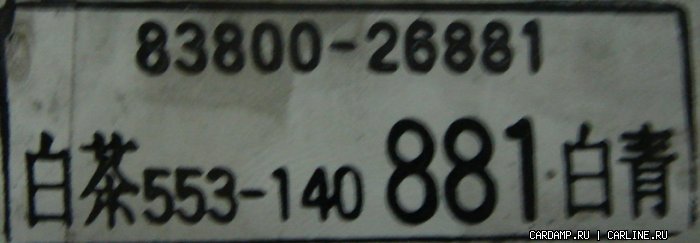 83800-26881
白茶553-140 881白青
CARDAMP.RU | CARLINE.RU